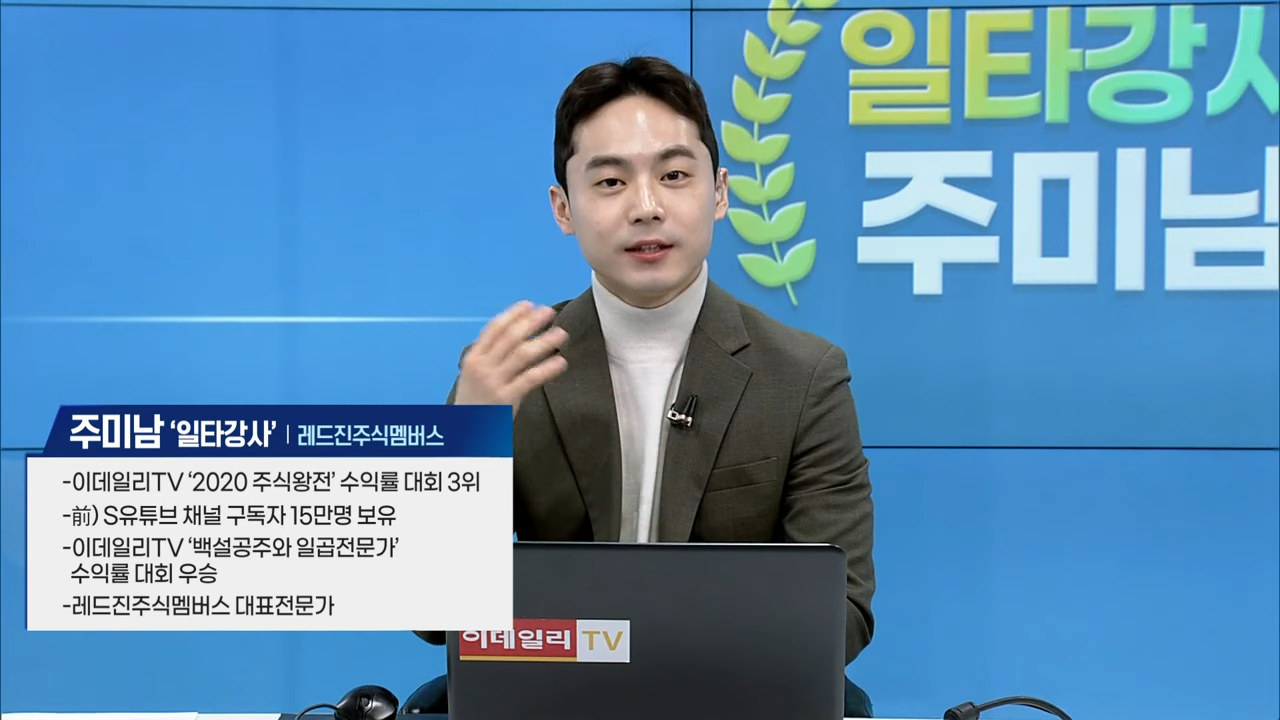 일타강사
주미남
주미남 '일타강사' | 레드진주식멤버스
-이데일리TV '2020 주식왕전' 수익률 대회 3위
-前) S유튜브 채널 구독자 15만명 보유
-이데일리TV '백설공주와 일곱전문가'
수익률 대회 우승
-레드진주식멤버스 대표전문가
이데일리 TV